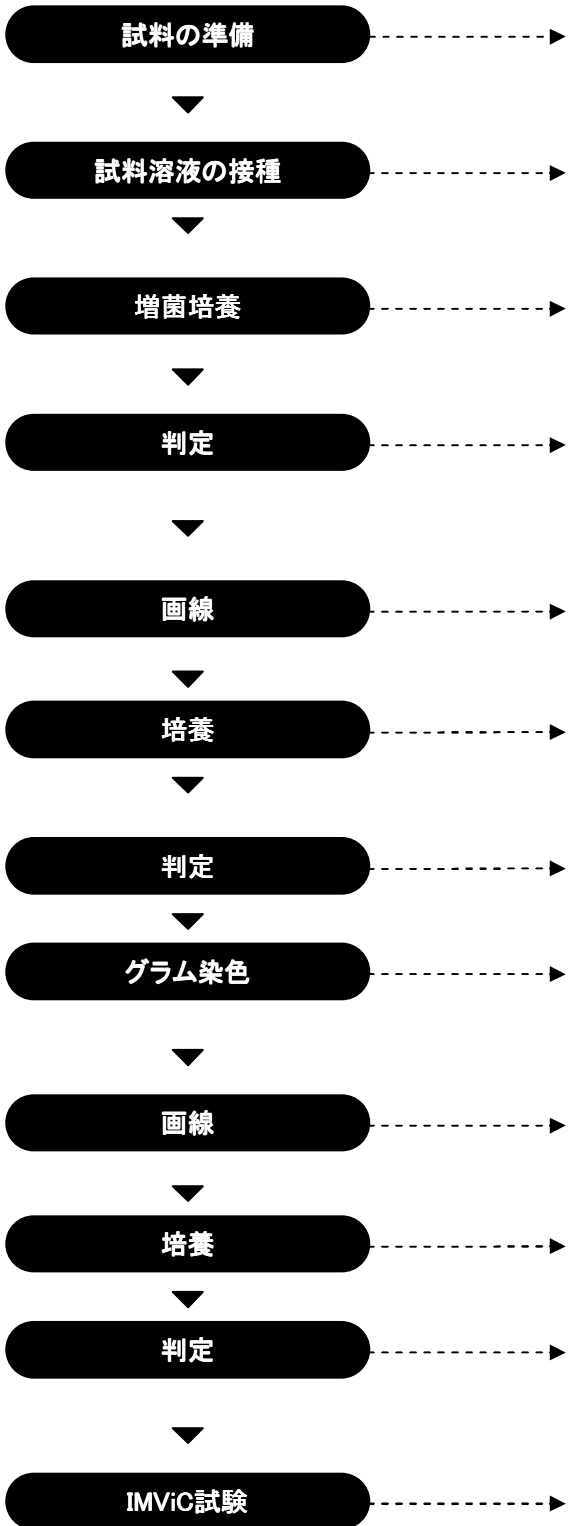 試料の準備
試料溶液の接種
増菌培養
判定
画線
培養
判定
グラム染色
画線
培養
判定
IMViC試験